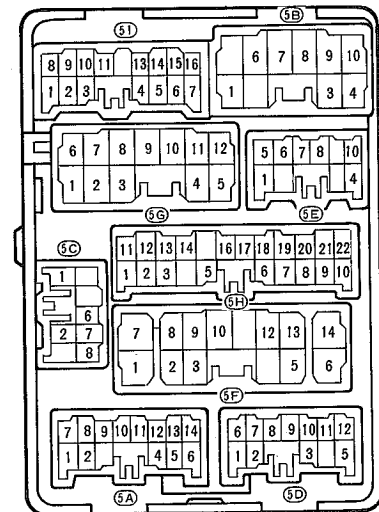 5I 5B
8 9 10 11 13 14 15 16
1 2 3 4 5 6 7
6 7 8 9 10
1 3 4
6 7 8 9 10 11 12
1 2 3 4 5
5G
5 6 7 8 10
1 4
5E
5C
1
6
2 7
8
11 12 13 14 16 17 18 19 20 21 22
1 2 3 5 6 7 8 9 10
5H
7 8 9 10 12 13 14
1 2 3 5 6
5F
7 8 9 10 11 12 13 14
1 2 4 5 6
5A
6 7 8 9 10 11 12
1 2 3 5
5D